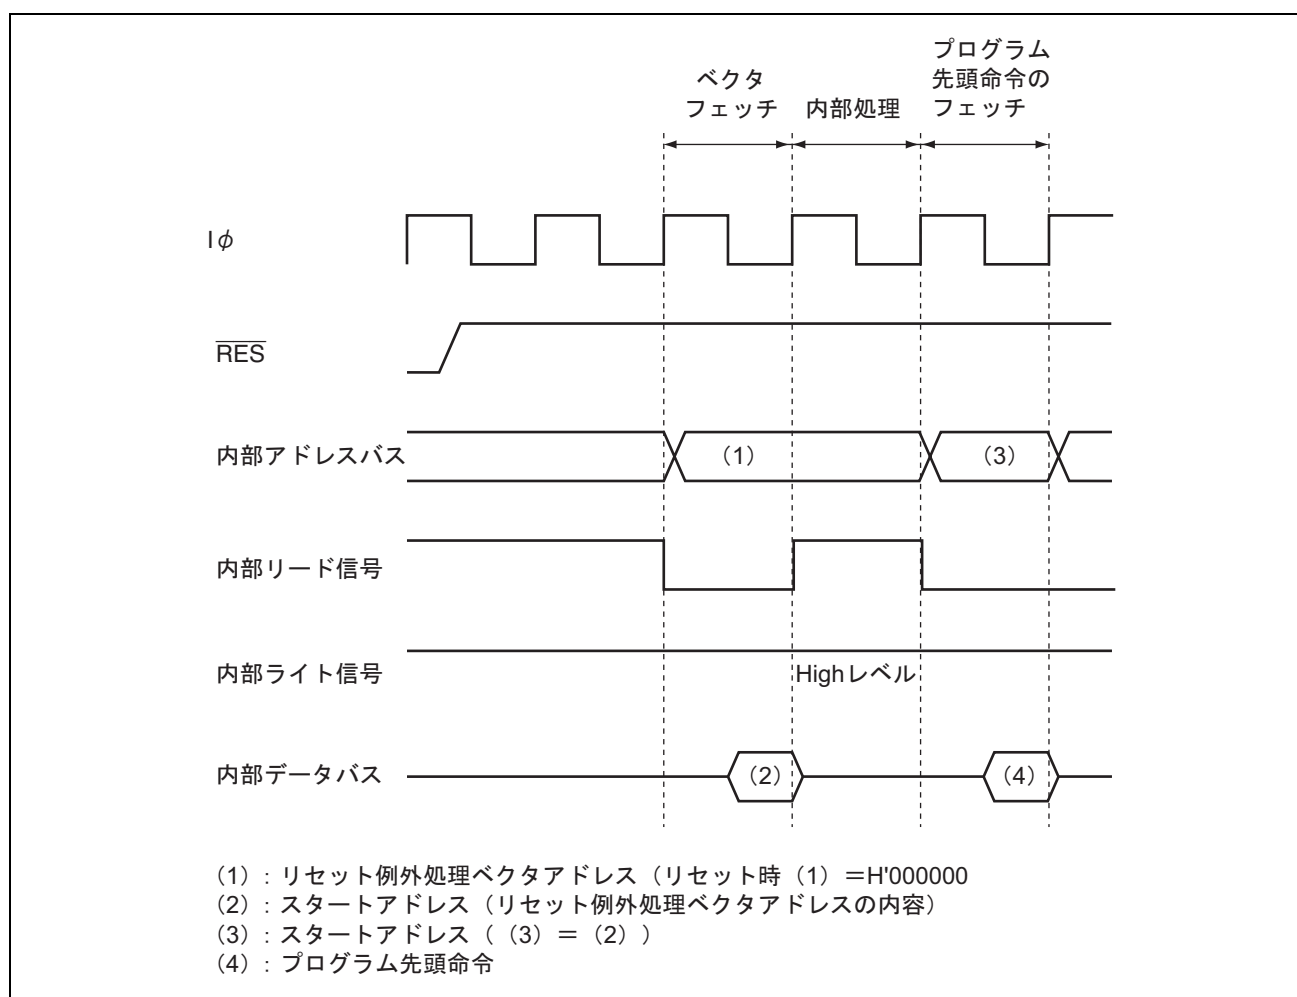 ベクタ
フェッチ
内部処理
プログラム
先頭命令の
フェッチ
Iφ
RES
内部アドレスバス
(1)
(3)
内部リード信号
内部ライト信号
Highレベル
内部データバス
(2)
(4)
(1):リセット例外処理ベクタアドレス(リセット時(1)=H'000000
(2):スタートアドレス(リセット例外処理ベクタアドレスの内容)
(3):スタートアドレス((3)=(2))
(4):プログラム先頭命令